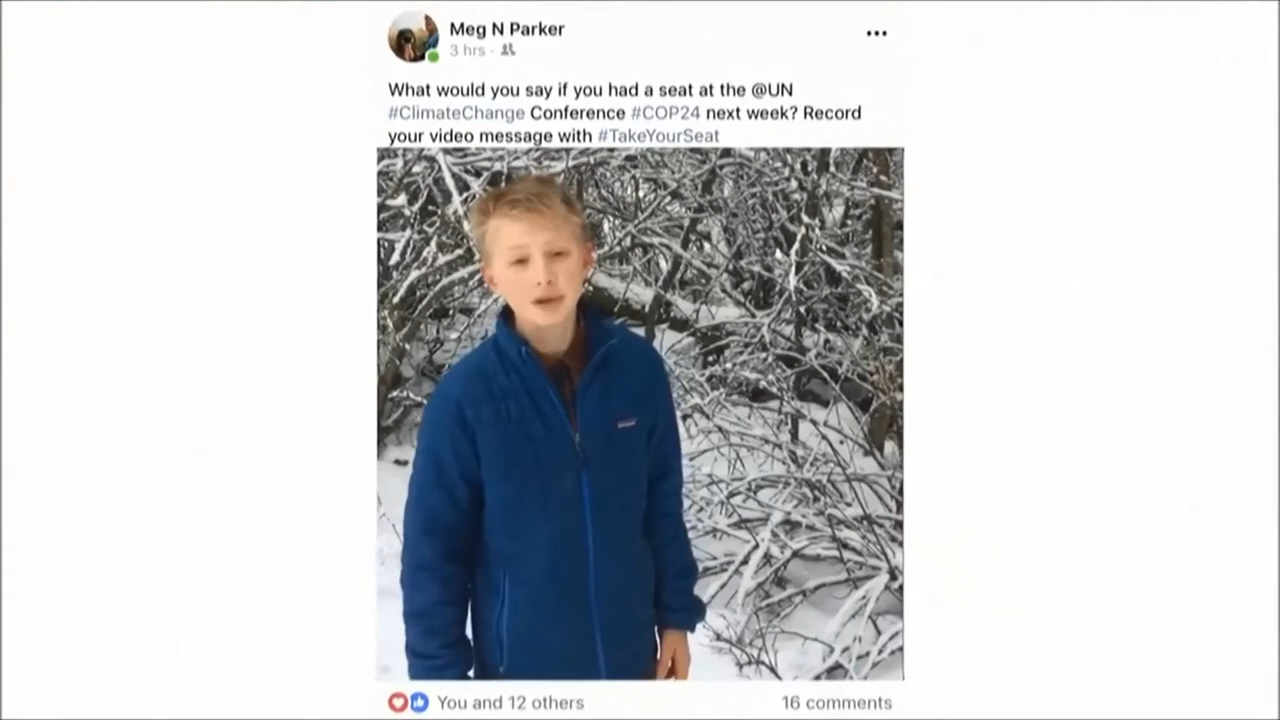 Meg N Parker
3 hrs ·
What would you say if you had a seat at the @UN
#ClimateChange Conference #COP24 next week? Record
your video message with #TakeYourSeat
You and 12 others
16 comments